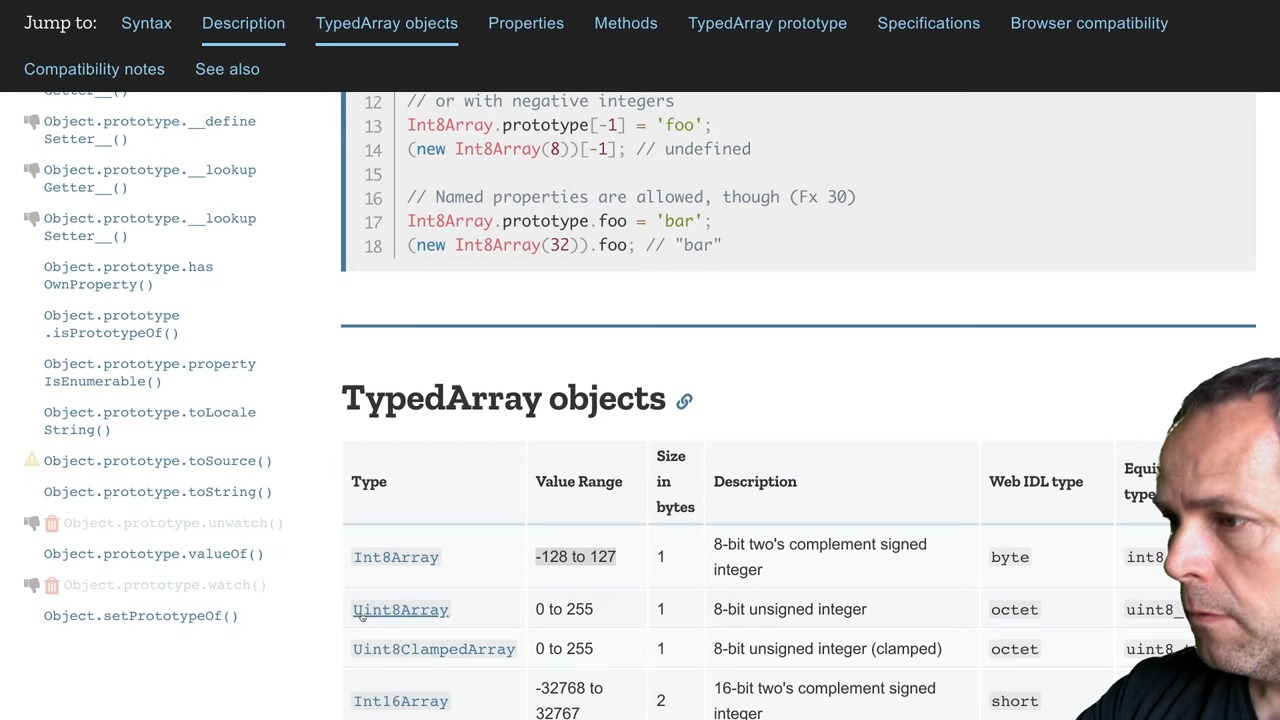 Jump to: Syntax Description TypedArray objects Properties Methods TypedArray prototype Specifications Browser compatibility
Compatibility notes See also
Getter__()
Object.prototype.__define
Setter__()
Object.prototype.__lookup
Getter__()
Object.prototype.__lookup
Setter__()
Object.prototype.has
OwnProperty()
Object.prototype
.isPrototypeOf()
Object.prototype.property
IsEnumerable()
Object.prototype.toLocale
String()
Object.prototype.toSource()
Object.prototype.toString()
Object.prototype.unwatch()
Object.prototype.valueOf()
Object.prototype.watch()
Object.setPrototypeOf()
12 // or with negative integers
13 Int8Array.prototype[-1] = 'foo';
14 (new Int8Array(8))[-1]; // undefined
15
16 // Named properties are allowed, though (Fx 30)
17 Int8Array.prototype.foo = 'bar';
18 (new Int8Array(32)).foo; // "bar"
TypedArray objects
Type Value Range Size in bytes Description Web IDL type type
Int8Array -128 to 127 1 8-bit two's complement signed integer byte int8
Uint8Array 0 to 255 1 8-bit unsigned integer octet uint8_
Uint8ClampedArray 0 to 255 1 8-bit unsigned integer (clamped) octet uint8
Int16Array -32768 to 32767 2 16-bit two's complement signed integer short